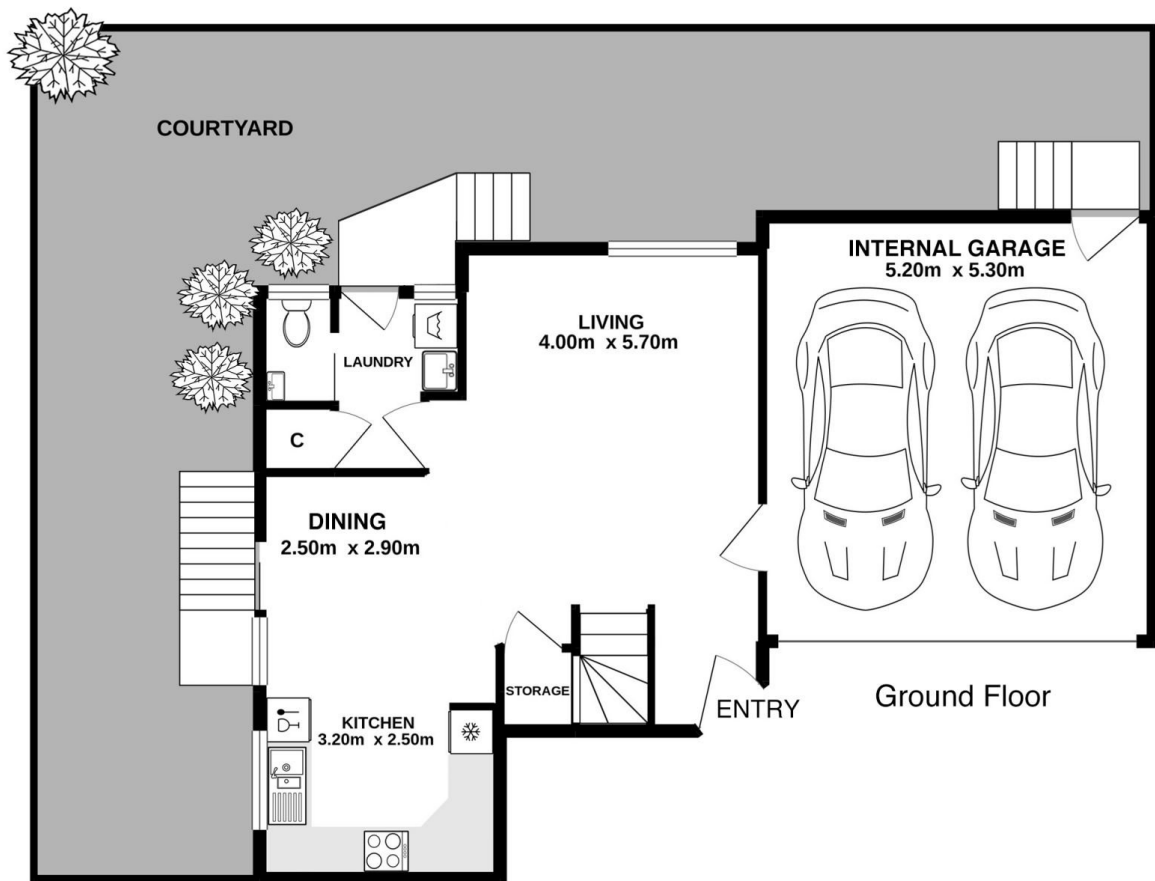 COURTYARD
INTERNAL GARAGE
5.20m x 5.30m
LIVING
4.00m x 5.70m
LAUNDRY
C
DINING
2.50m x 2.90m
STORAGE
ENTRY
Ground Floor
KITCHEN
3.20m x 2.50m